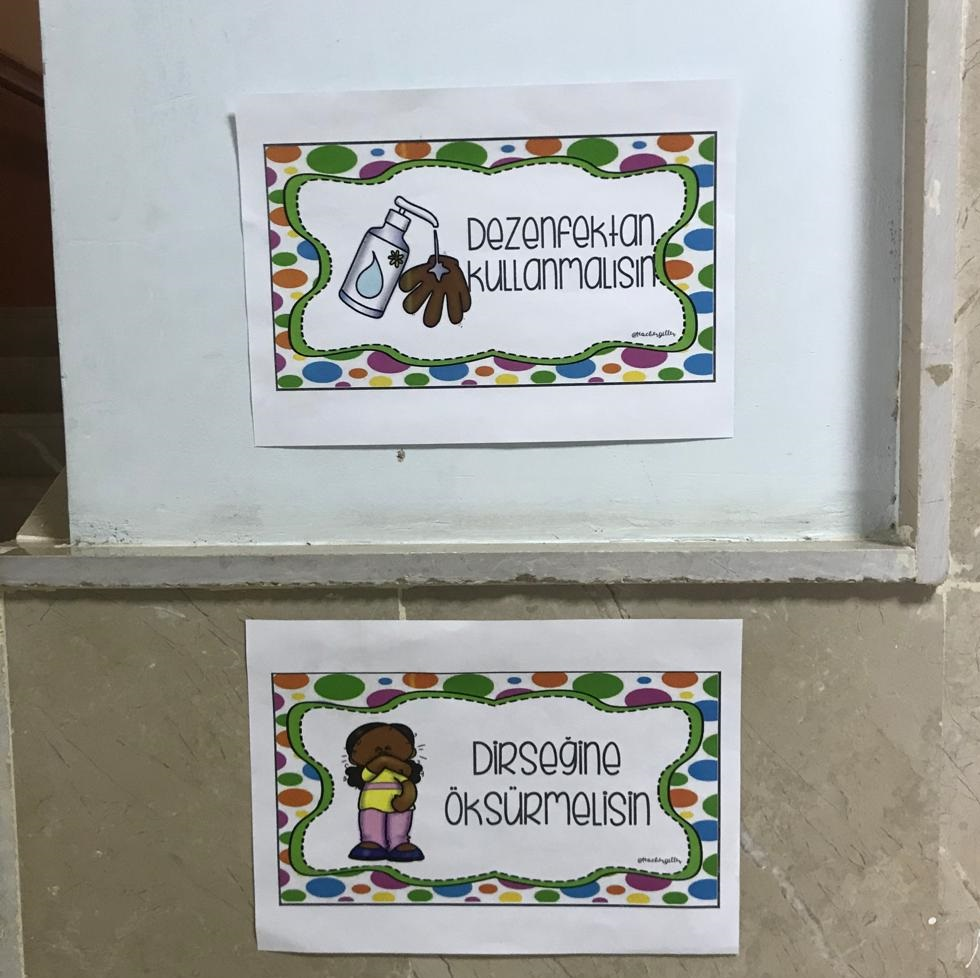 Dezenfektan
kullanmalısın
Dirseğine
öksürmelisin